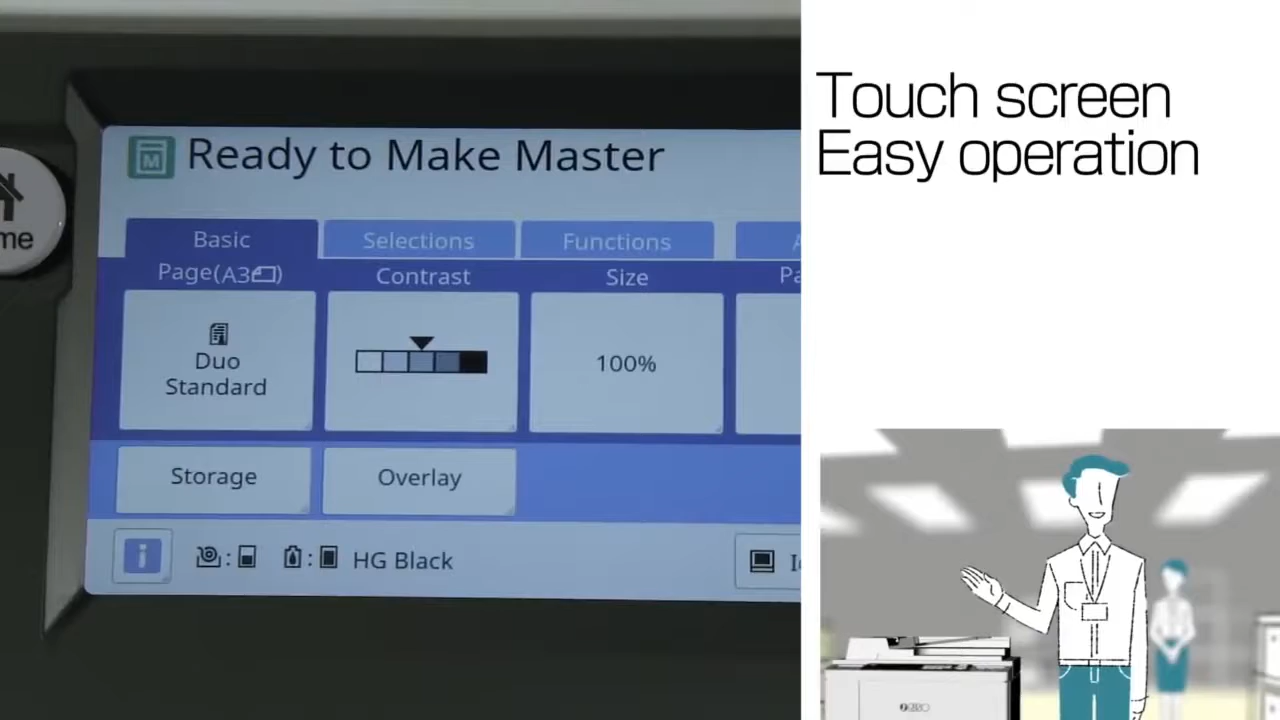 Ready to Make Master
Basic
Selections
Functions
Page(A3)
Contrast
Size
Duo
Standard
100%
Storage
Overlay
HG Black
Touch screen
Easy operation